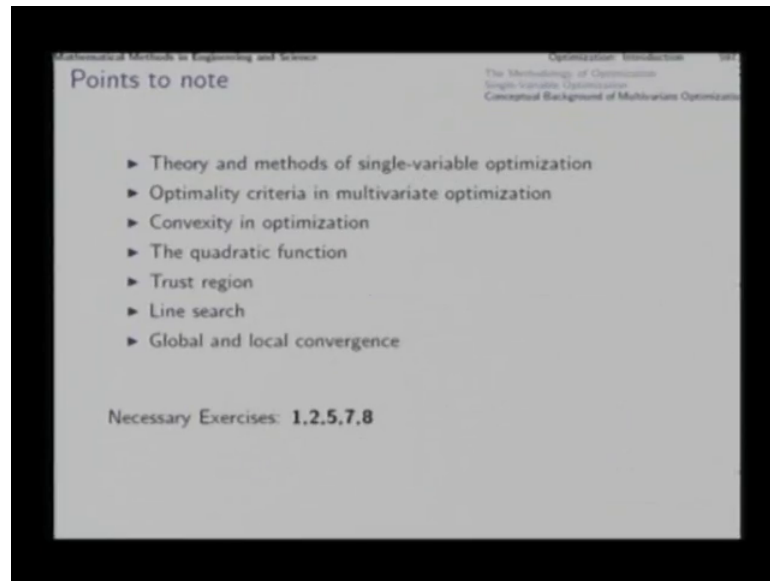 Mathematical Methods in Engineering and Science
Optimization: Introduction
Points to note
The Methodology of Optimization
Single-Variable Optimization
Conceptual Background of Multivariate Optimizatio
► Theory and methods of single-variable optimization
► Optimality criteria in multivariate optimization
► Convexity in optimization
► The quadratic function
► Trust region
► Line search
► Global and local convergence
Necessary Exercises: 1,2,5,7,8